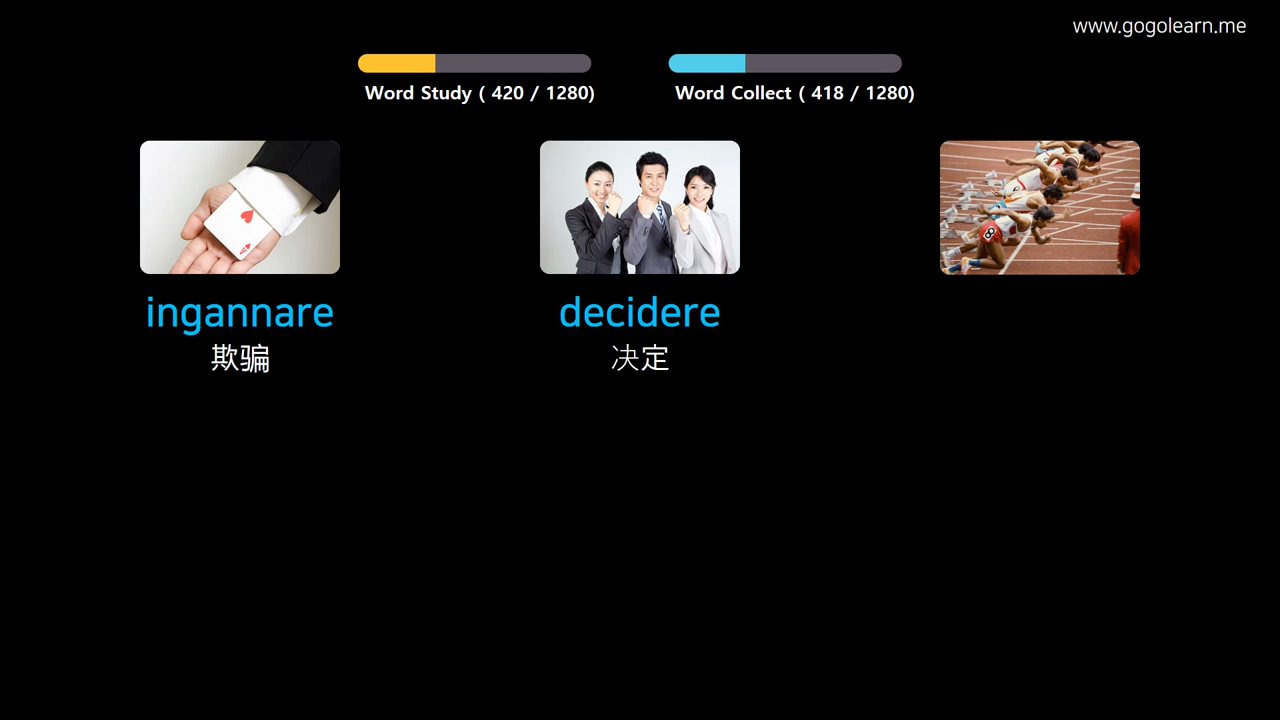 www.gogolearn.me
Word Study ( 420 / 1280)
Word Collect ( 418 / 1280)
ingannare
欺骗
decidere
决定